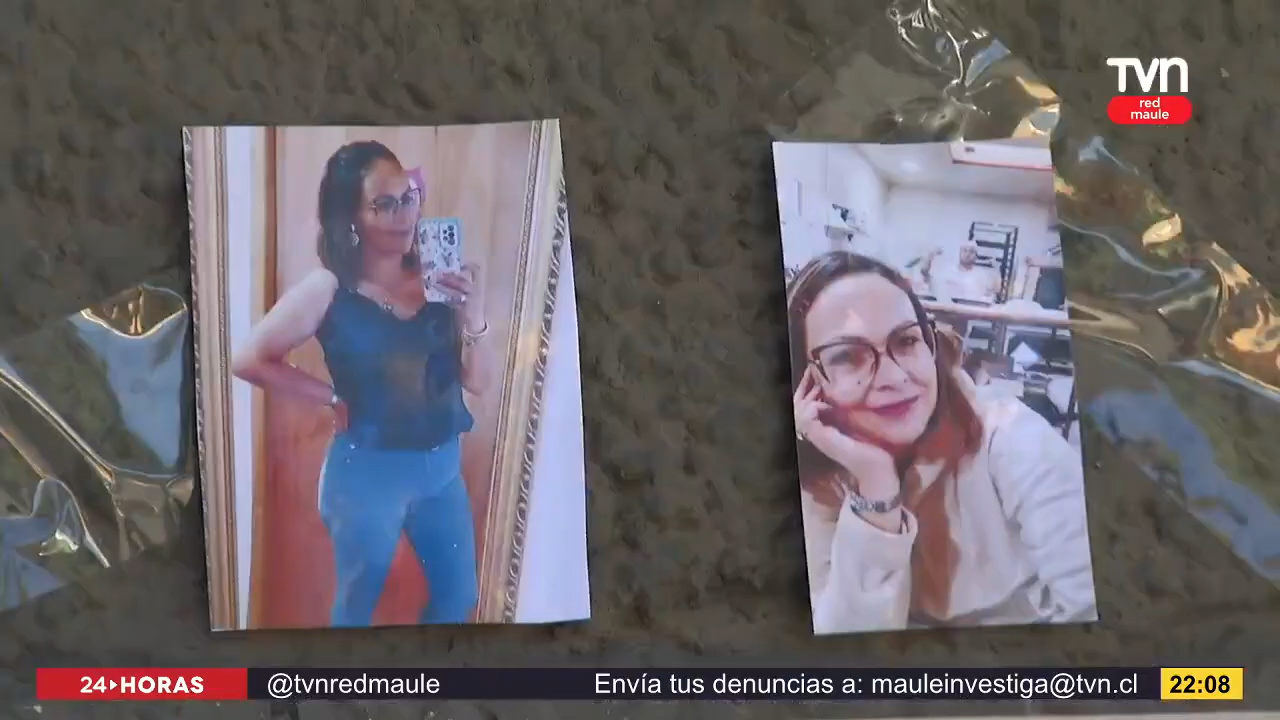 TVN
red
maule
24 HORAS
@tvnredmaule
Envía tus denuncias a: mauleinvestiga@tvn.cl
22:08